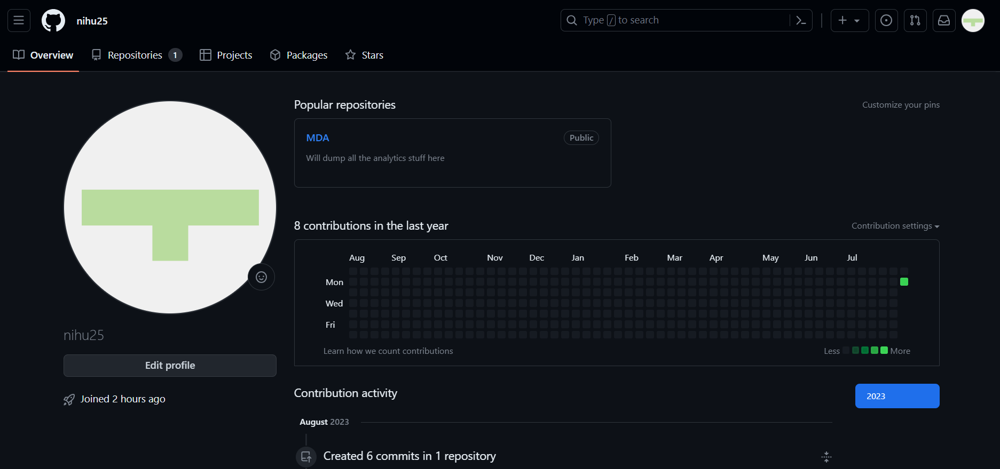 nihu25
Type / to search
Overview
Repositories 1
Projects
Packages
Stars
Popular repositories
Customize your pins
MDA
Public
Will dump all the analytics stuff here
8 contributions in the last year
Contribution settings
Aug Sep Oct Nov Dec Jan Feb Mar Apr May Jun Jul
Mon
Wed
Fri
Learn how we count contributions
Less More
nihu25
Edit profile
Joined 2 hours ago
Contribution activity
2023
August 2023
Created 6 commits in 1 repository